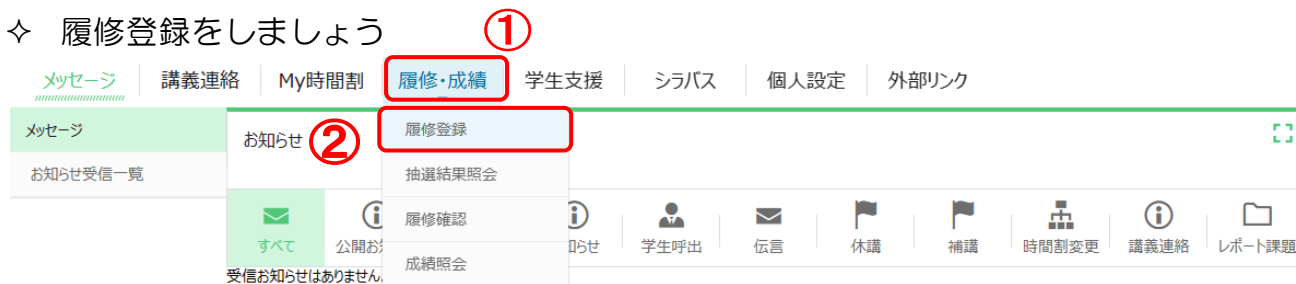 ✧ 履修登録をしましょう
①
メッセージ 講義連絡 My時間割 履修・成績 学生支援 シラバス 個人設定 外部リンク
メッセージ
お知らせ受信一覧
お知らせ
②
履修登録
抽選結果照会
履修確認
成績照会
すべて 公開お知 らせ 学生呼出 伝言 休講 補講 時間割変更 講義連絡 レポート課題
受信お知らせはありません。